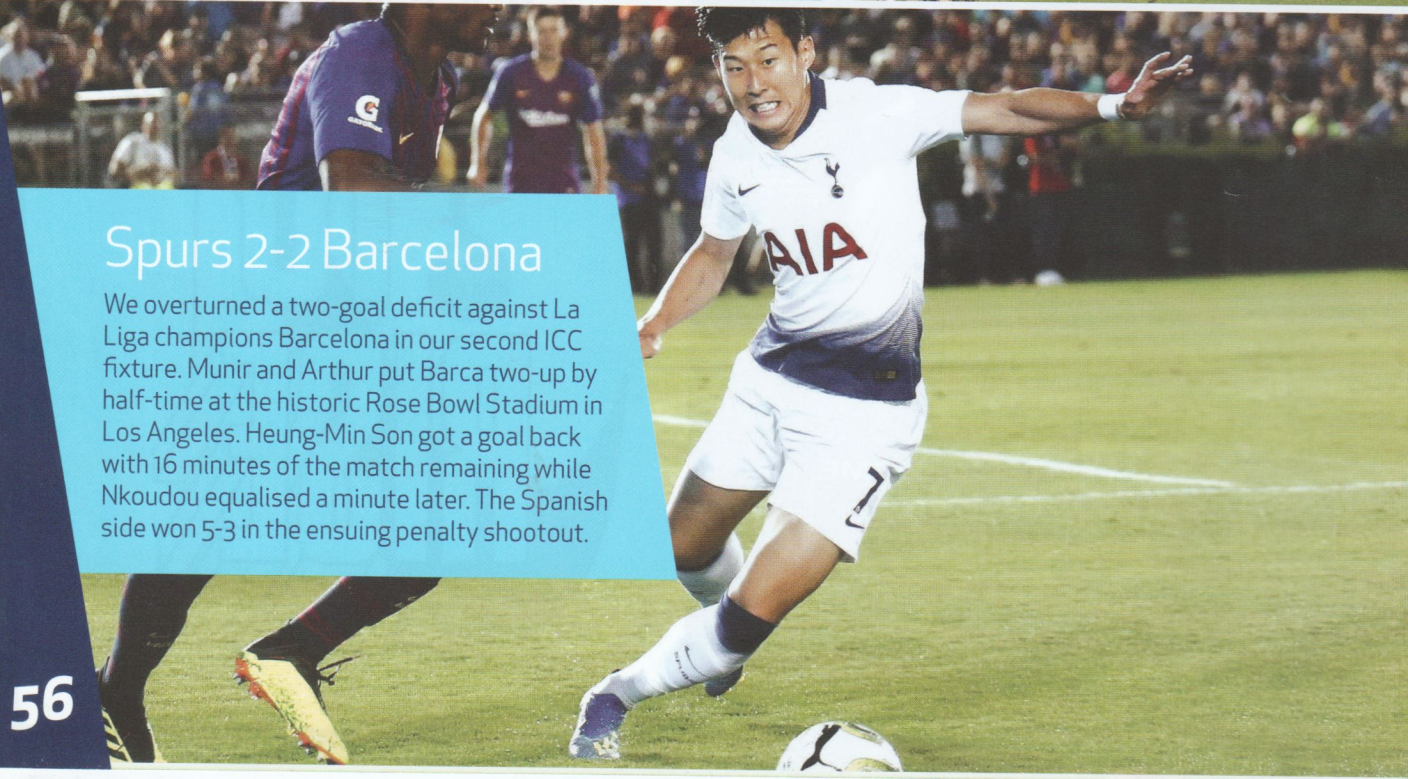 G
GATORADE
AIA
Spurs 2-2 Barcelona
We overturned a two-goal deficit against La
Liga champions Barcelona in our second ICC
fixture. Munir and Arthur put Barca two-up by
half-time at the historic Rose Bowl Stadium in
Los Angeles. Heung-Min Son got a goal back
with 16 minutes of the match remaining while
Nkoudou equalised a minute later. The Spanish
side won 5-3 in the ensuing penalty shootout.
7
56